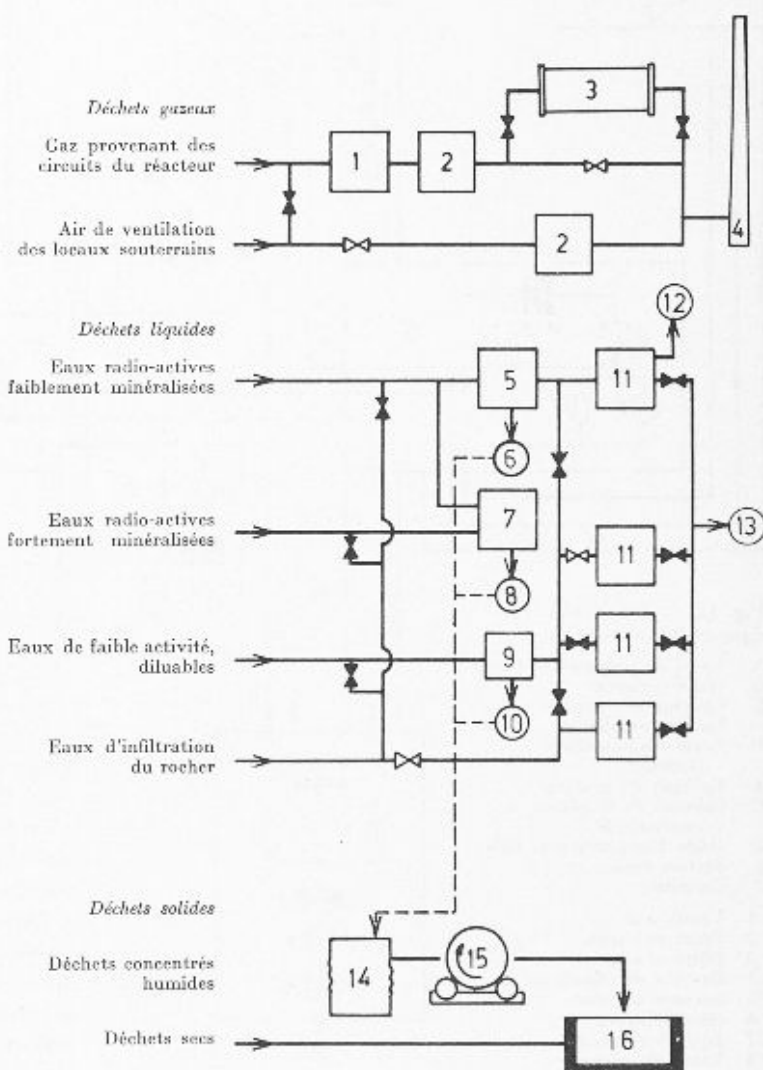 Déchets gazeux
Gaz provenant des
circuits du réacteur
1
2
3
4
Air de ventilation
des locaux souterrains
2
Déchets liquides
12
Eaux radio-actives
faiblement minéralisées
5
11
6
Eaux radio-actives
fortement minéralisées
7
13
11
8
Eaux de faible activité,
diluables
9
11
10
11
Eaux d'infiltration
du rocher
Déchets solides
Déchets concentrés
humides
14
15
Déchets secs
16